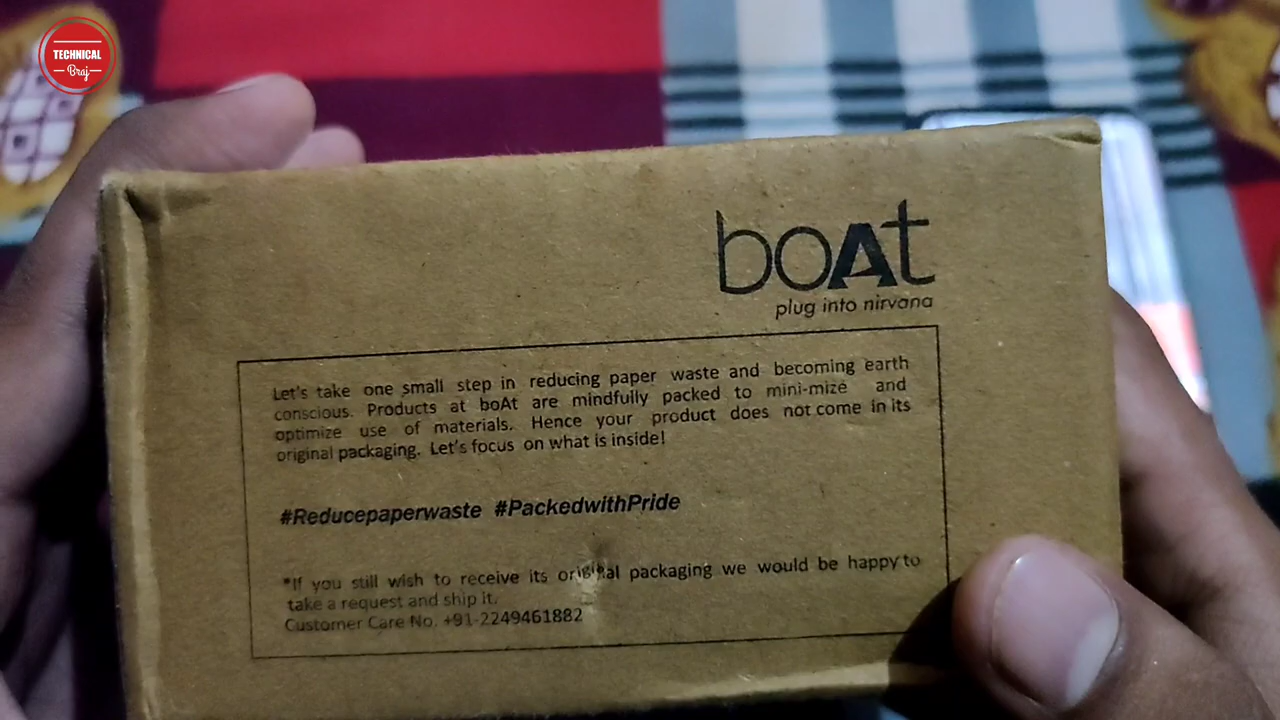 TECHNICAL
Braj
boAt
plug into nirvana
Let's take one small step in reducing paper waste and becoming earth
conscious. Products at boAt are mindfully packed to mini-mize and
optimize use of materials. Hence your product does not come in its
original packaging. Let's focus on what is inside!
#Reducepaperwaste #PackedwithPride
*If you still wish to receive its original packaging we would be happy to
take a request and ship it.
Customer Care No. +91-2249461882